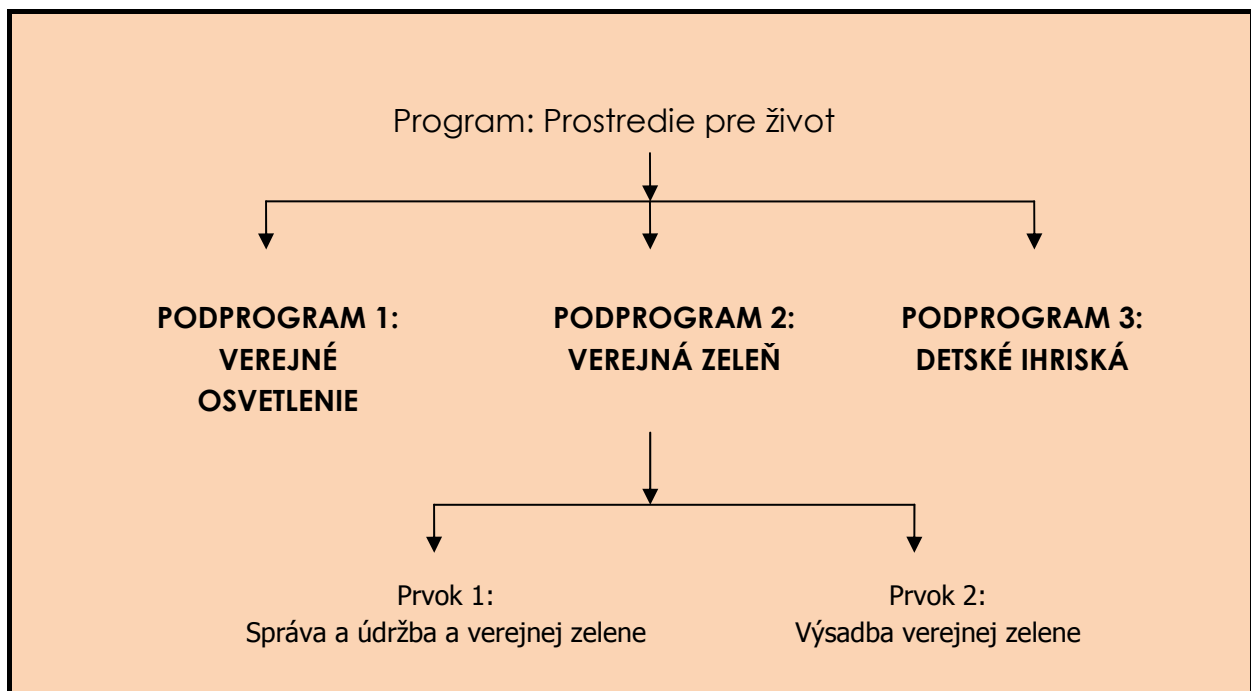 Program: Prostredie pre život
PODPROGRAM 1:
VEREJNÉ
OSVETLENIE
PODPROGRAM 2:
VEREJNÁ ZELEŇ
PODPROGRAM 3:
DETSKÉ IHRISKÁ
Prvok 1:
Správa a údržba a verejnej zelene
Prvok 2:
Výsadba verejnej zelene